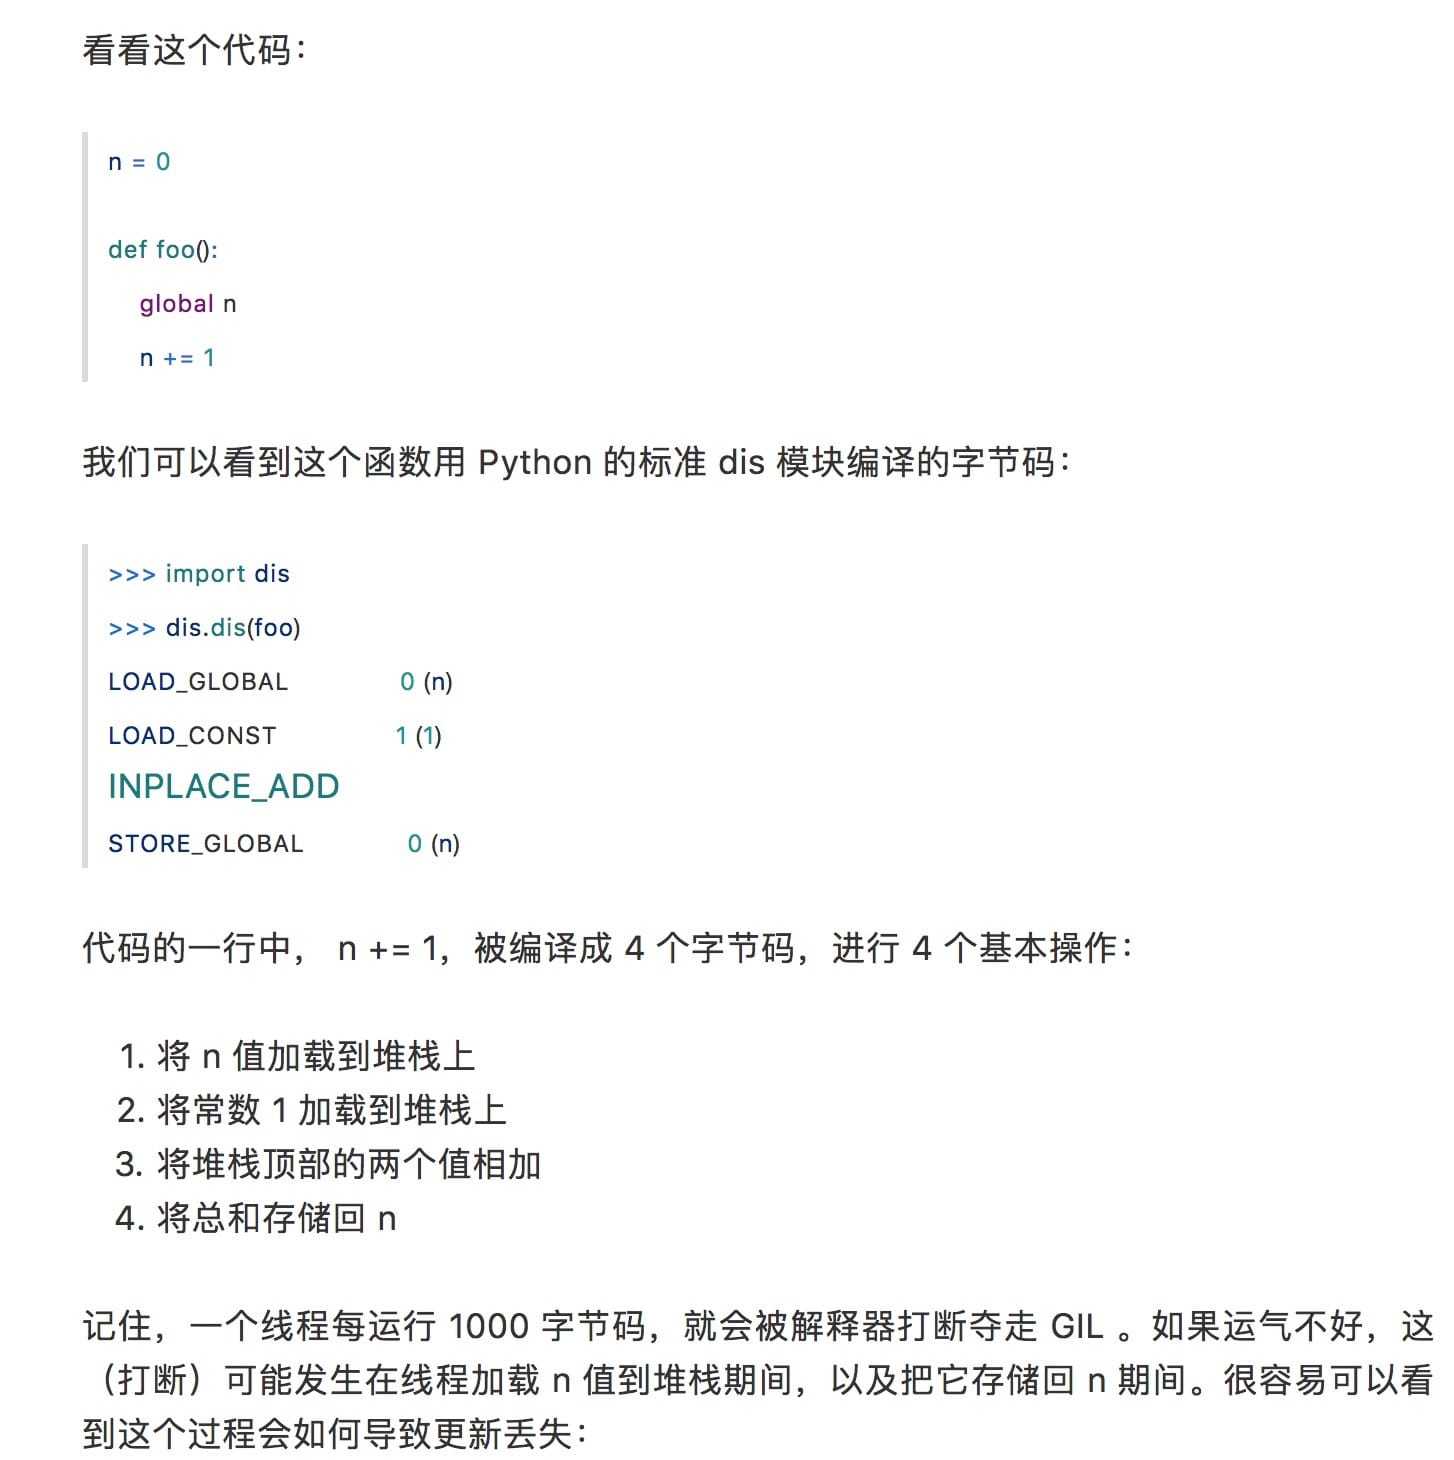 看看这个代码：
n = 0
def foo():
global n
n += 1
我们可以看到这个函数用 Python 的标准 dis 模块编译的字节码：
>>> import dis
>>> dis.dis(foo)
LOAD_GLOBAL 0 (n)
LOAD_CONST 1 (1)
INPLACE_ADD
STORE_GLOBAL 0 (n)
代码的一行中， n += 1，被编译成 4 个字节码，进行 4 个基本操作：
1. 将 n 值加载到堆栈上
2. 将常数 1 加载到堆栈上
3. 将堆栈顶部的两个值相加
4. 将总和存储回 n
记住，一个线程每运行 1000 字节码，就会被解释器打断夺走 GIL 。如果运气不好，这
（打断）可能发生在线程加载 n 值到堆栈期间，以及把它存储回 n 期间。很容易可以看
到这个过程会如何导致更新丢失：